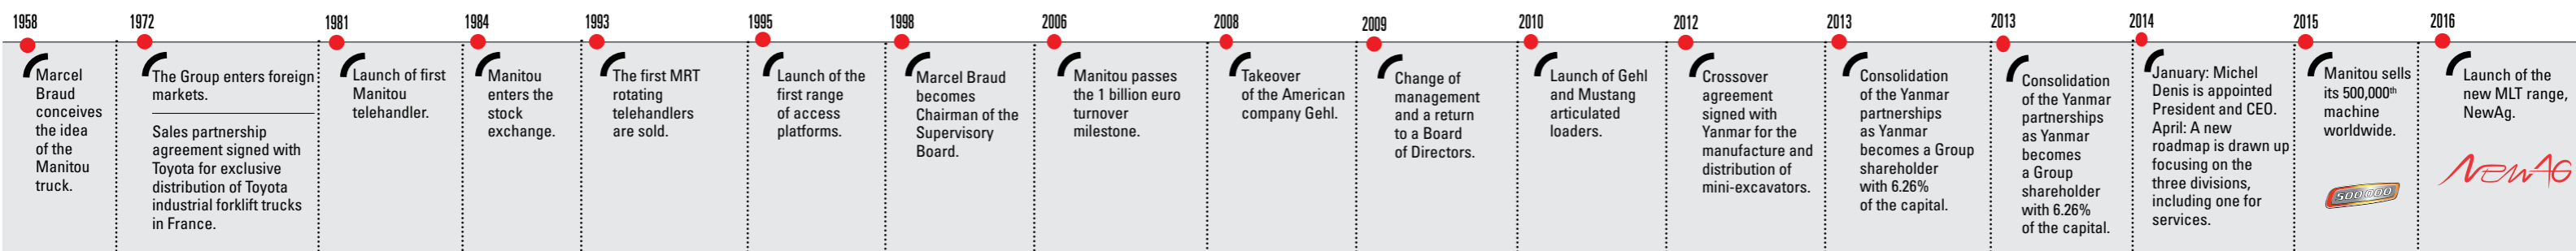 1958
Marcel
Braud
conceives
the idea
of the
Manitou
truck.
1972
The Group enters foreign
markets.
Sales partnership
agreement signed with
Toyota for exclusive
distribution of Toyota
industrial forklift trucks
in France.
1981
Launch of first
Manitou
telehandler.
1984
Manitou
enters the
stock
exchange.
1993
The first MRT
rotating
telehandlers
are sold.
1995
Launch of the
first range
of access
platforms.
1998
Marcel Braud
becomes
Chairman of the
Supervisory
Board.
2006
Manitou passes
the 1 billion euro
turnover
milestone.
2008
Takeover
of the American
company Gehl.
2009
Change of
management
and a return
to a Board
of Directors.
2010
Launch of Gehl
and Mustang
articulated
loaders.
2012
Crossover
agreement
signed with
Yanmar for the
manufacture and
distribution of
mini-excavators.
2013
Consolidation
of the Yanmar
partnerships
as Yanmar
becomes a Group
shareholder
with 6.26%
of the capital.
2013
Consolidation
of the Yanmar
partnerships
as Yanmar
becomes
a Group
shareholder
with 6.26%
of the capital.
2014
January: Michel
Denis is appointed
President and CEO.
April: A new
roadmap is drawn up
focusing on the
three divisions,
including one for
services.
2015
Manitou sells
its 500,000th
machine
worldwide.
500 000
2016
Launch of the
new MLT range,
NewAg.
NewAG